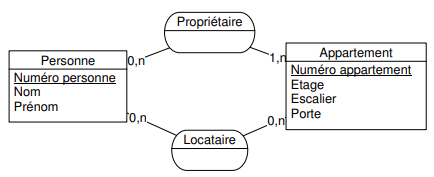 Propriétaire
Personne
Numéro personne
Nom
Prénom
0,n
1,n
Appartement
Numéro appartement
Etage
Escalier
Porte
0,n
0,n
Locataire